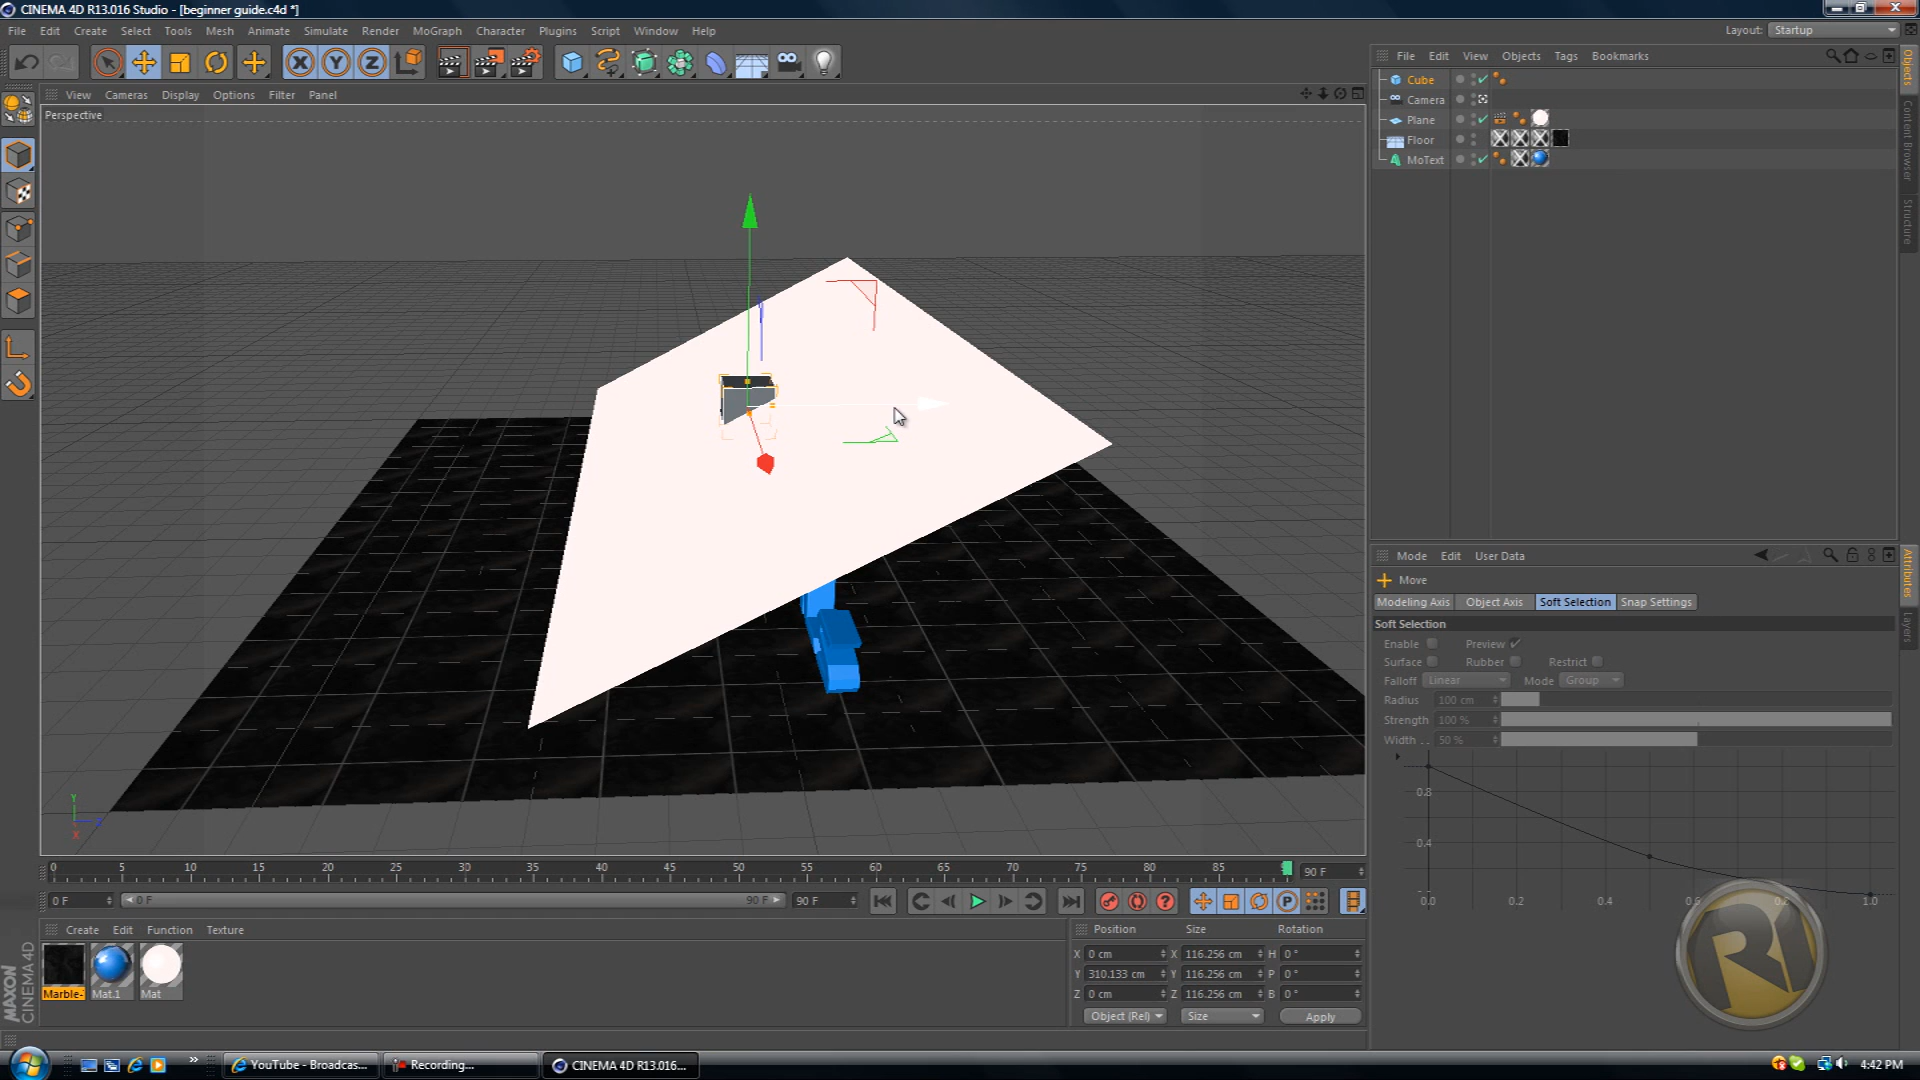 CINEMA 4D R13.016 Studio - [beginner guide.c4d *]
File Edit Create Select Tools Mesh Animate Simulate Render MoGraph Character Plugins Script Window Help
Layout: Startup
View Cameras Display Options Filter Panel
Perspective
File Edit View Objects Tags Bookmarks
Cube
Camera
Plane
Floor
MoText
Objects
Content Browser
Structure
Mode Edit User Data
Move
Modeling Axis Object Axis Soft Selection Snap Settings
Soft Selection
Enable Preview
Surface Rubber Restrict
Falloff Linear Mode Group
Radius 100 cm
Strength 100 %
Width . . 50 %
0.8
0.4
0.0 0.2 0.4 0.6 0.8 1.0
Attributes
Layers
Y
Z
X
0 5 10 15 20 25 30 35 40 45 50 55 60 65 70 75 80 85 90 F
0 F 0 F 90 F 90 F
Create Edit Function Texture
Marble- Mat.1 Mat
MAXON
CINEMA 4D
Position Size Rotation
X 0 cm X 116.256 cm H 0 °
Y 310.133 cm Y 116.256 cm P 0 °
Z 0 cm Z 116.256 cm B 0 °
Object (Rel) Size Apply
YouTube - Broadcas... Recording... CINEMA 4D R13.016... 4:42 PM